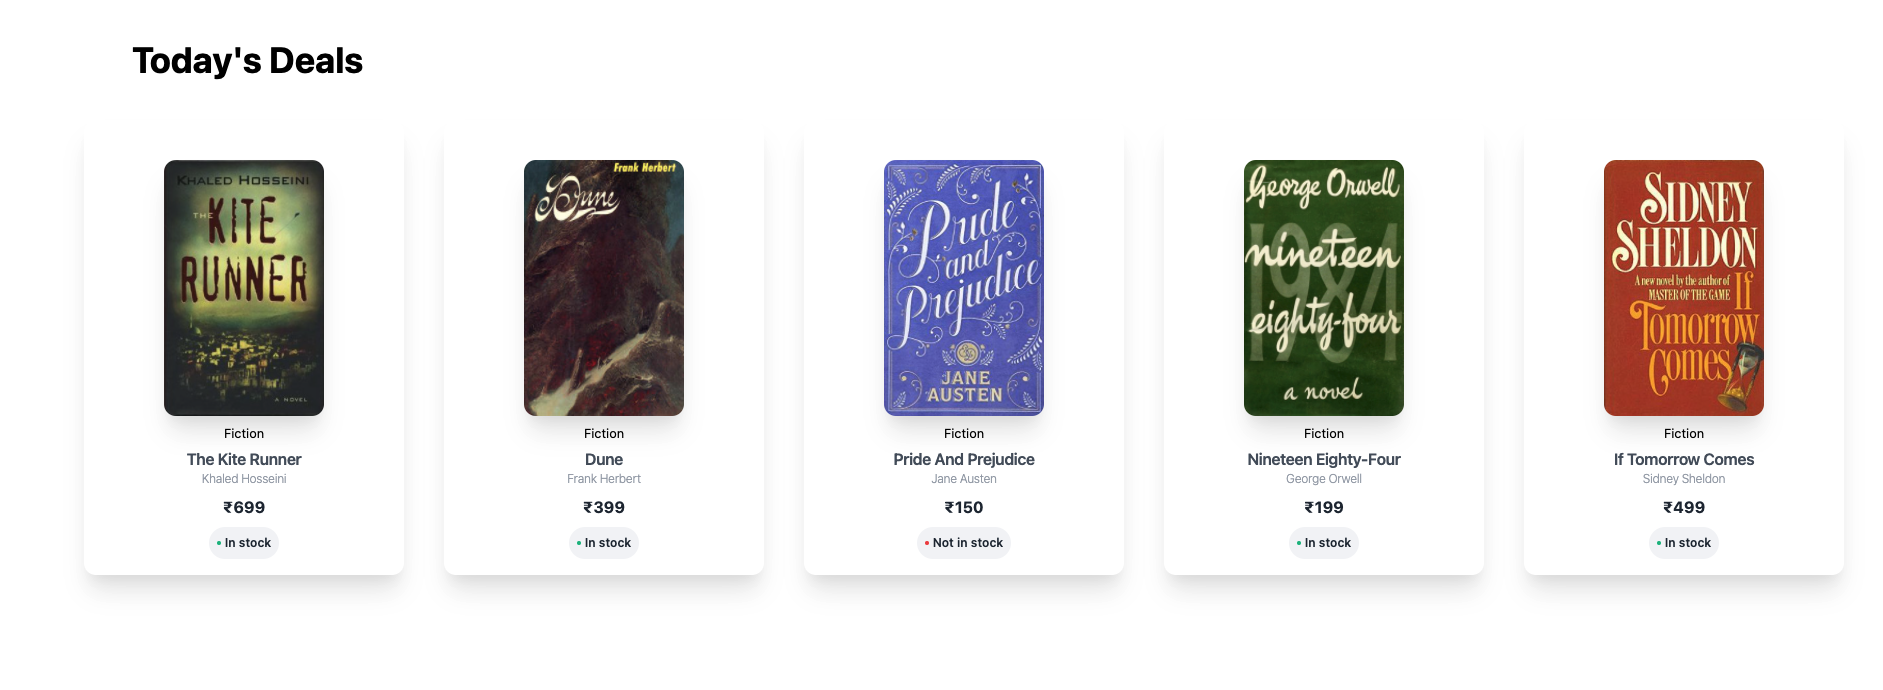 Today's Deals
KHALED HOSSEINI
THE KITE
RUNNER
A NOVEL
Fiction
The Kite Runner
Khaled Hosseini
₹699
In stock
Frank Herbert
Dune
Fiction
Dune
Frank Herbert
₹399
In stock
Pride
and
Prejudice
JANE
AUSTEN
Fiction
Pride And Prejudice
Jane Austen
₹150
Not in stock
George Orwell
1984
nineteen
eighty-four
a novel
Fiction
Nineteen Eighty-Four
George Orwell
₹199
In stock
SIDNEY
SHELDON
A new novel by the author of
MASTER OF THE GAME
If
Tomorrow
Comes
Fiction
If Tomorrow Comes
Sidney Sheldon
₹499
In stock